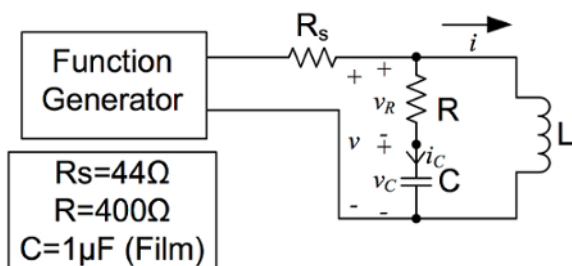 Function
Generator
Rs
i
+ +
vR R
-
v + iC
vC C
- -
L
Rs=44Ω
R=400Ω
C=1µF (Film)